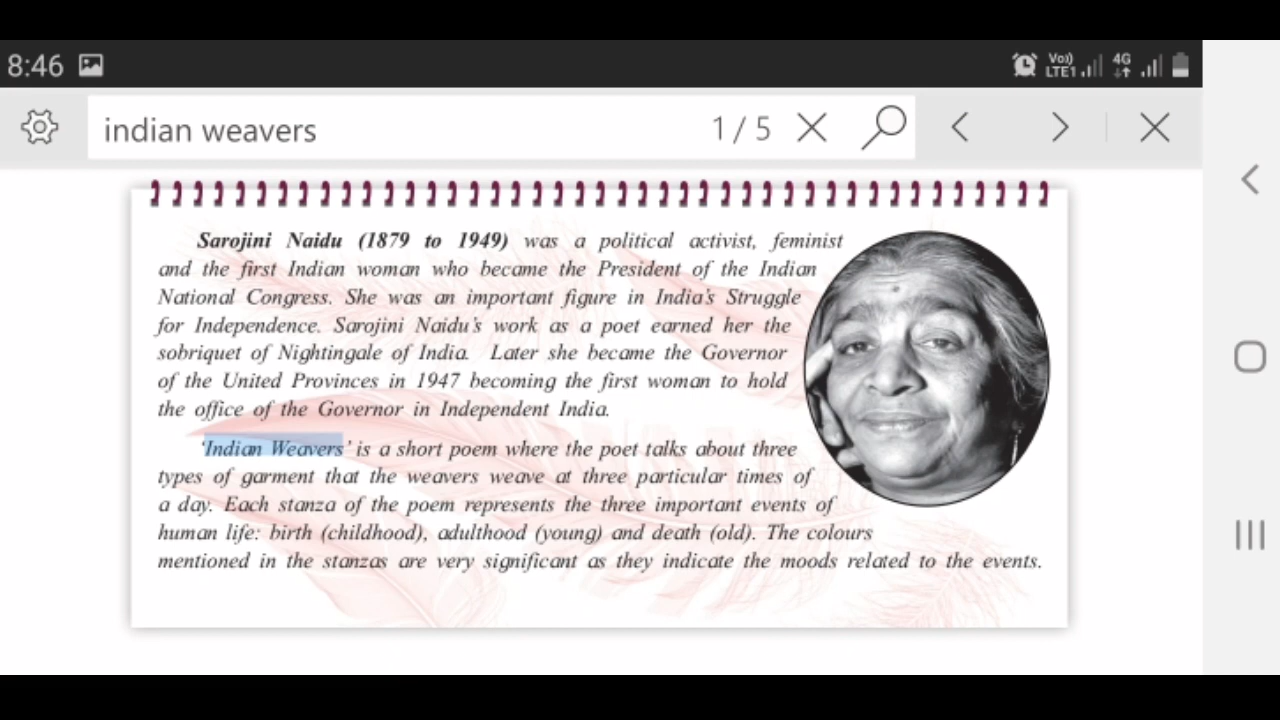 8:46 Vo)) LTE1 4G
indian weavers 1 / 5
Sarojini Naidu (1879 to 1949) was a political activist, feminist
and the first Indian woman who became the President of the Indian
National Congress. She was an important figure in India's Struggle
for Independence. Sarojini Naidu's work as a poet earned her the
sobriquet of Nightingale of India. Later she became the Governor
of the United Provinces in 1947 becoming the first woman to hold
the office of the Governor in Independent India.
'Indian Weavers' is a short poem where the poet talks about three
types of garment that the weavers weave at three particular times of
a day. Each stanza of the poem represents the three important events of
human life: birth (childhood), adulthood (young) and death (old). The colours
mentioned in the stanzas are very significant as they indicate the moods related to the events.